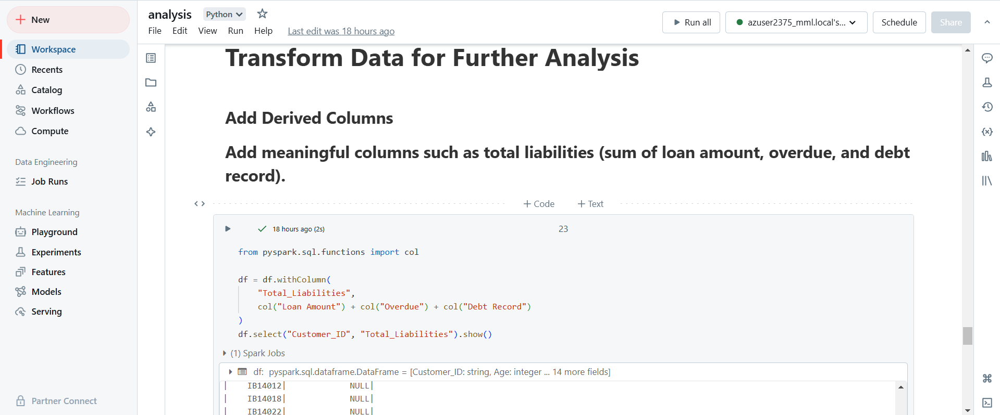 New
Workspace
Recents
Catalog
Workflows
Compute
Data Engineering
Job Runs
Machine Learning
Playground
Experiments
Features
Models
Serving
Partner Connect
analysis Python
File Edit View Run Help Last edit was 18 hours ago
Run all azuser2375_mml.local's... Schedule Share
Transform Data for Further Analysis
Add Derived Columns
Add meaningful columns such as total liabilities (sum of loan amount, overdue, and debt
record).
+ Code + Text
18 hours ago (2s) 23
from pyspark.sql.functions import col
df = df.withColumn(
"Total_Liabilities",
col("Loan Amount") + col("Overdue") + col("Debt Record")
)
df.select("Customer_ID", "Total_Liabilities").show()
(1) Spark Jobs
df: pyspark.sql.dataframe.DataFrame = [Customer_ID: string, Age: integer ... 14 more fields]
| IB14012| NULL|
| IB14018| NULL|
| IB14022| NULL|